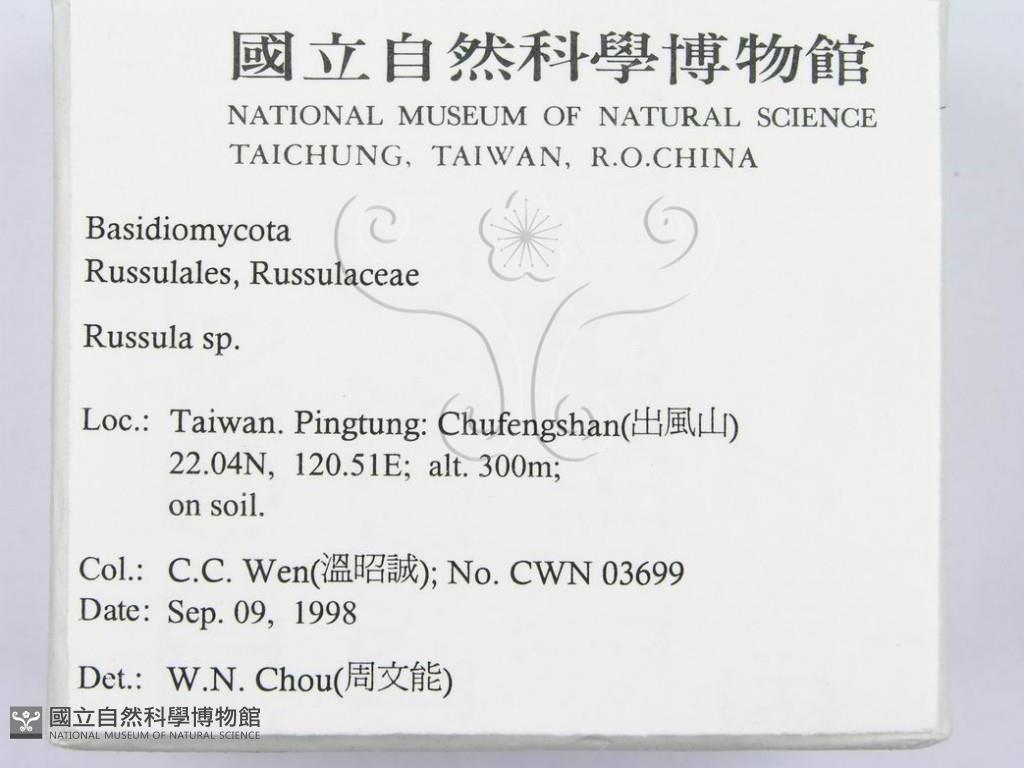 國立自然科學博物館
NATIONAL MUSEUM OF NATURAL SCIENCE
TAICHUNG, TAIWAN, R.O.CHINA
Basidiomycota
Russulales, Russulaceae
Russula sp.
Loc.: Taiwan. Pingtung: Chufengshan(出風山)
22.04N, 120.51E; alt. 300m;
on soil.
Col.: C.C. Wen(溫昭誠); No. CWN 03699
Date: Sep. 09, 1998
Det.: W.N. Chou(周文能)
國立自然科學博物館
NATIONAL MUSEUM OF NATURAL SCIENCE